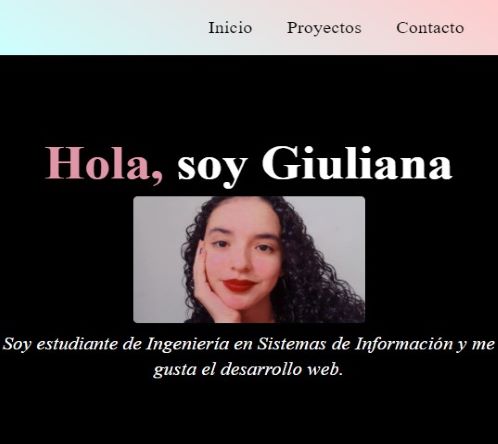 Inicio Proyectos Contacto
Hola, soy Giuliana
Soy estudiante de Ingeniería en Sistemas de Información y me
gusta el desarrollo web.